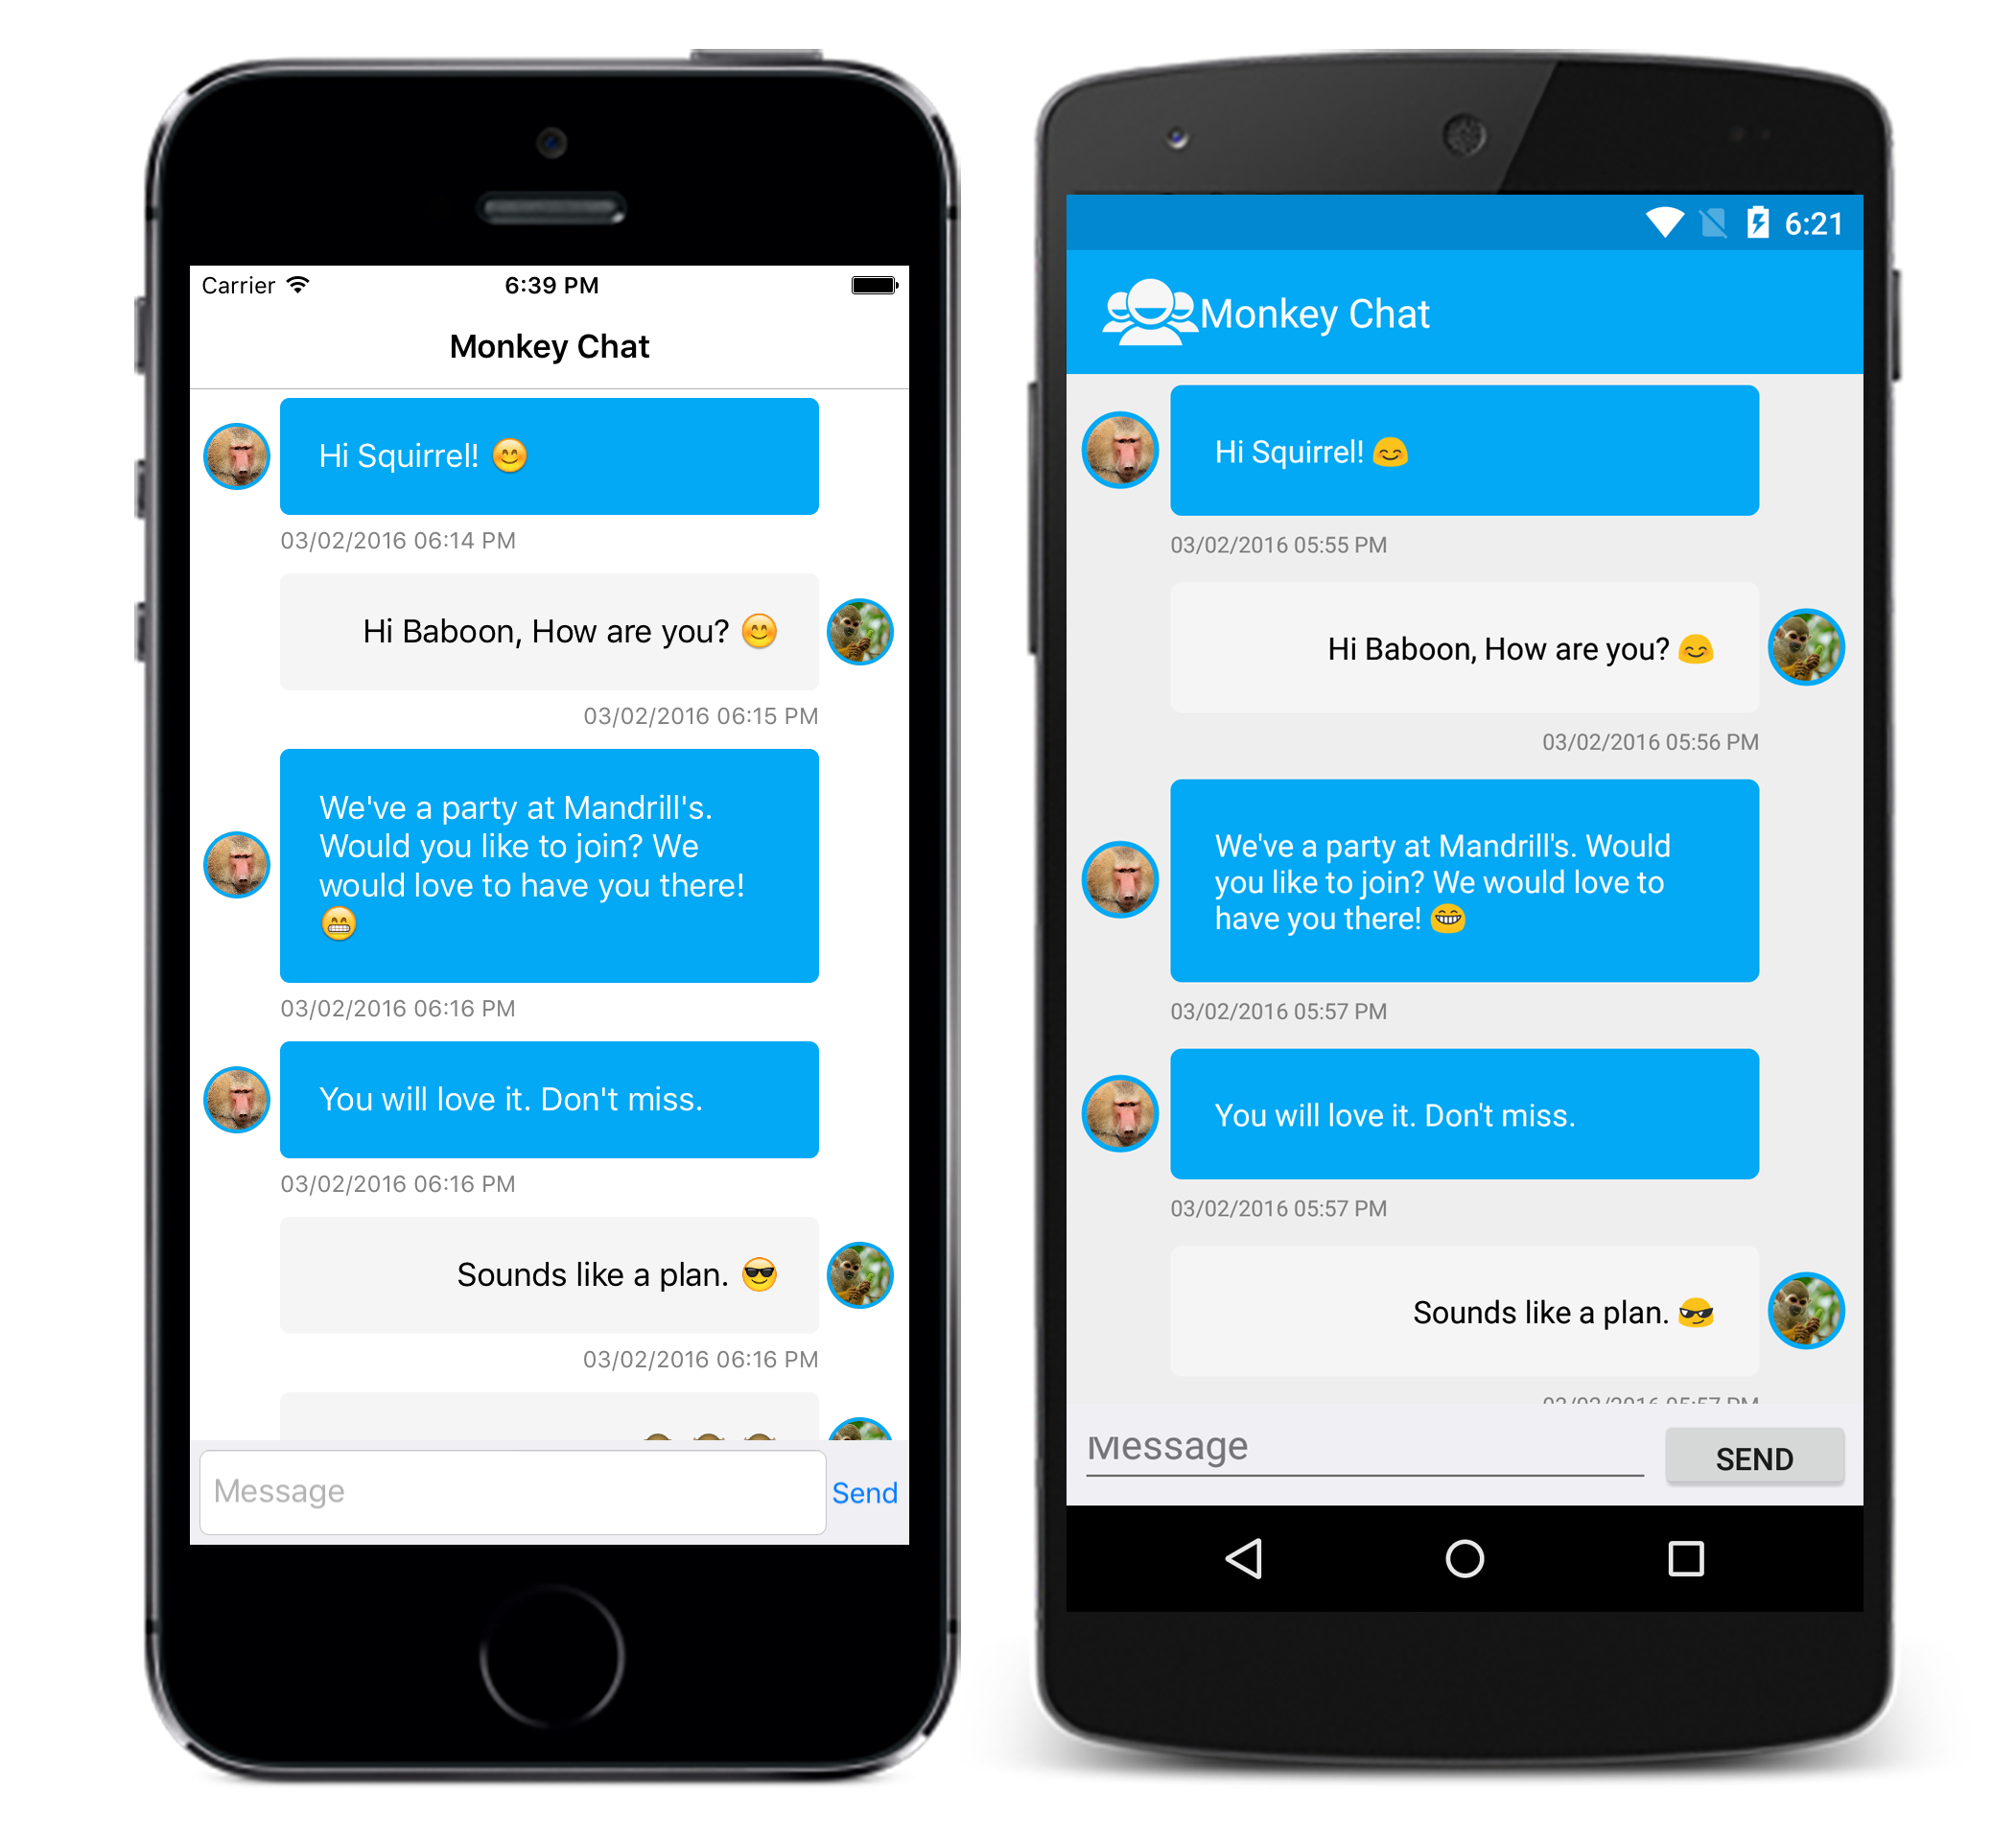 Carrier 6:39 PM
Monkey Chat
Hi Squirrel! 😊
03/02/2016 06:14 PM
Hi Baboon, How are you? 😊
03/02/2016 06:15 PM
We've a party at Mandrill's.
Would you like to join? We
would love to have you there!
😁
03/02/2016 06:16 PM
You will love it. Don't miss.
03/02/2016 06:16 PM
Sounds like a plan. 😎
03/02/2016 06:16 PM
Message Send
6:21
Monkey Chat
Hi Squirrel! 😊
03/02/2016 05:55 PM
Hi Baboon, How are you? 😊
03/02/2016 05:56 PM
We've a party at Mandrill's. Would
you like to join? We would love to
have you there! 😁
03/02/2016 05:57 PM
You will love it. Don't miss.
03/02/2016 05:57 PM
Sounds like a plan. 😎
03/02/2016 05:57 PM
Message SEND